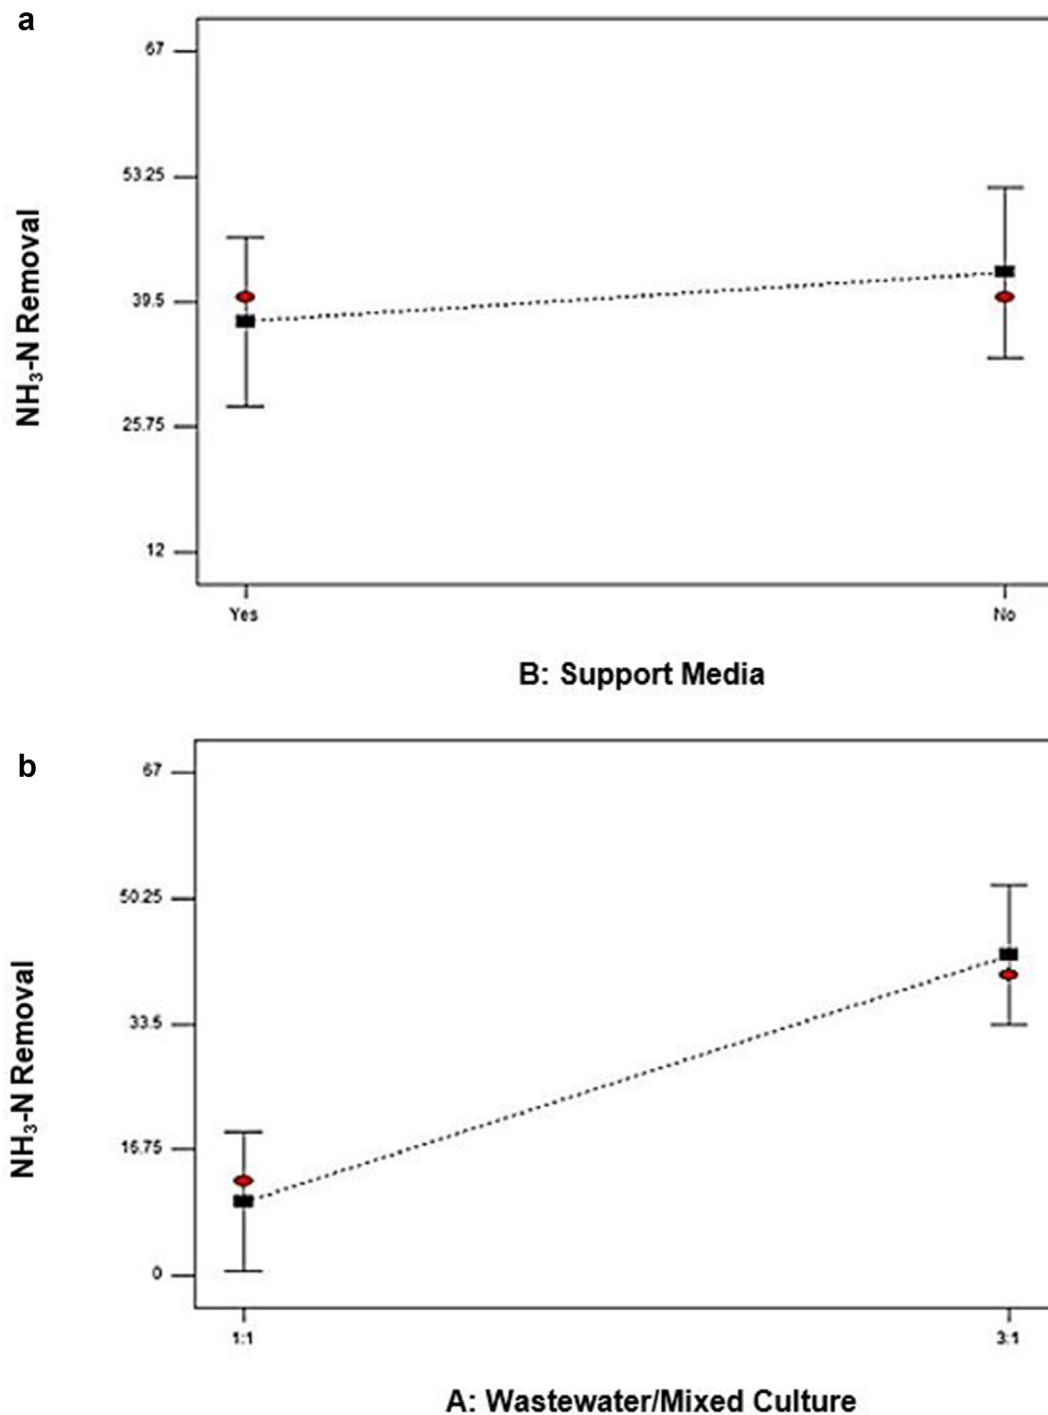 a
67
53.25
39.5
25.75
12
NH₃-N Removal
Yes No
B: Support Media
b
67
50.25
33.5
16.75
0
NH₃-N Removal
1:1 3:1
A: Wastewater/Mixed Culture